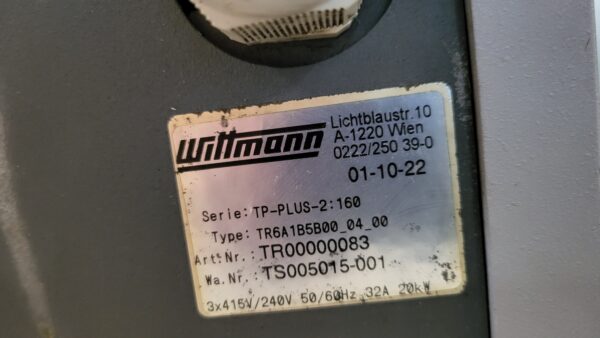 Wittmann
Lichtblaustr.10
A-1220 Wien
0222/250 39-0
01-10-22
Serie: TP-PLUS-2:160
Type: TR6A1B5B00_04_00
Art.Nr.: TR00000083
Wa.Nr. TS005015-001
3x415V/240V 50/60Hz 32A 20kW